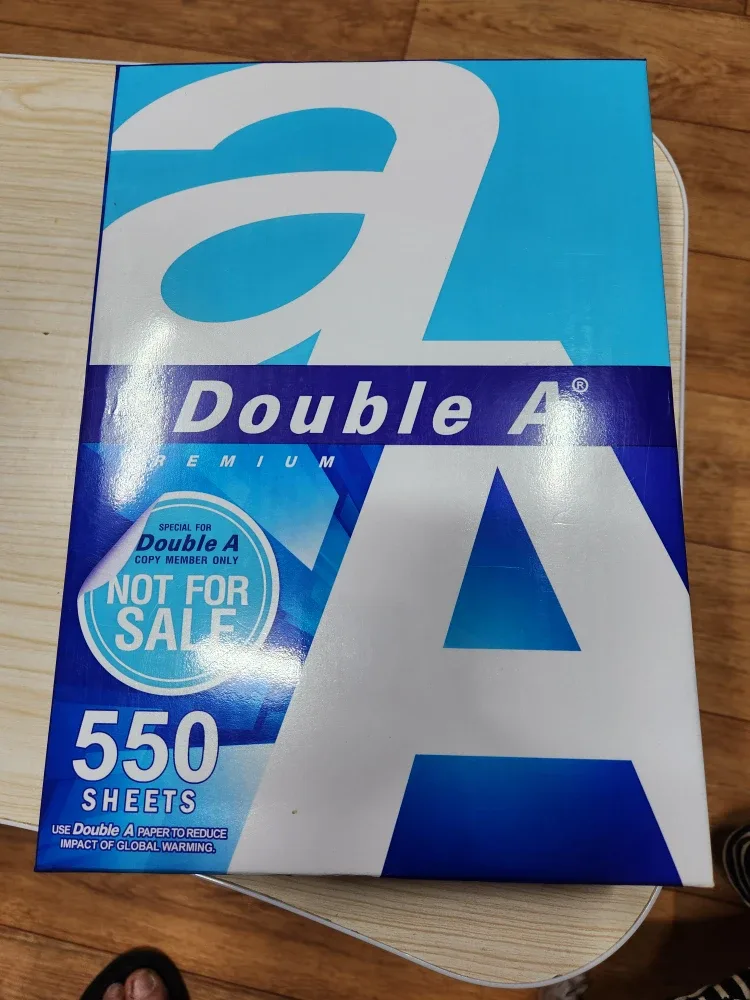 aA
Double A®
PREMIUM
SPECIAL FOR
Double A
COPY MEMBER ONLY
NOT FOR
SALE
550
SHEETS
USE Double A PAPER TO REDUCE
IMPACT OF GLOBAL WARMING.